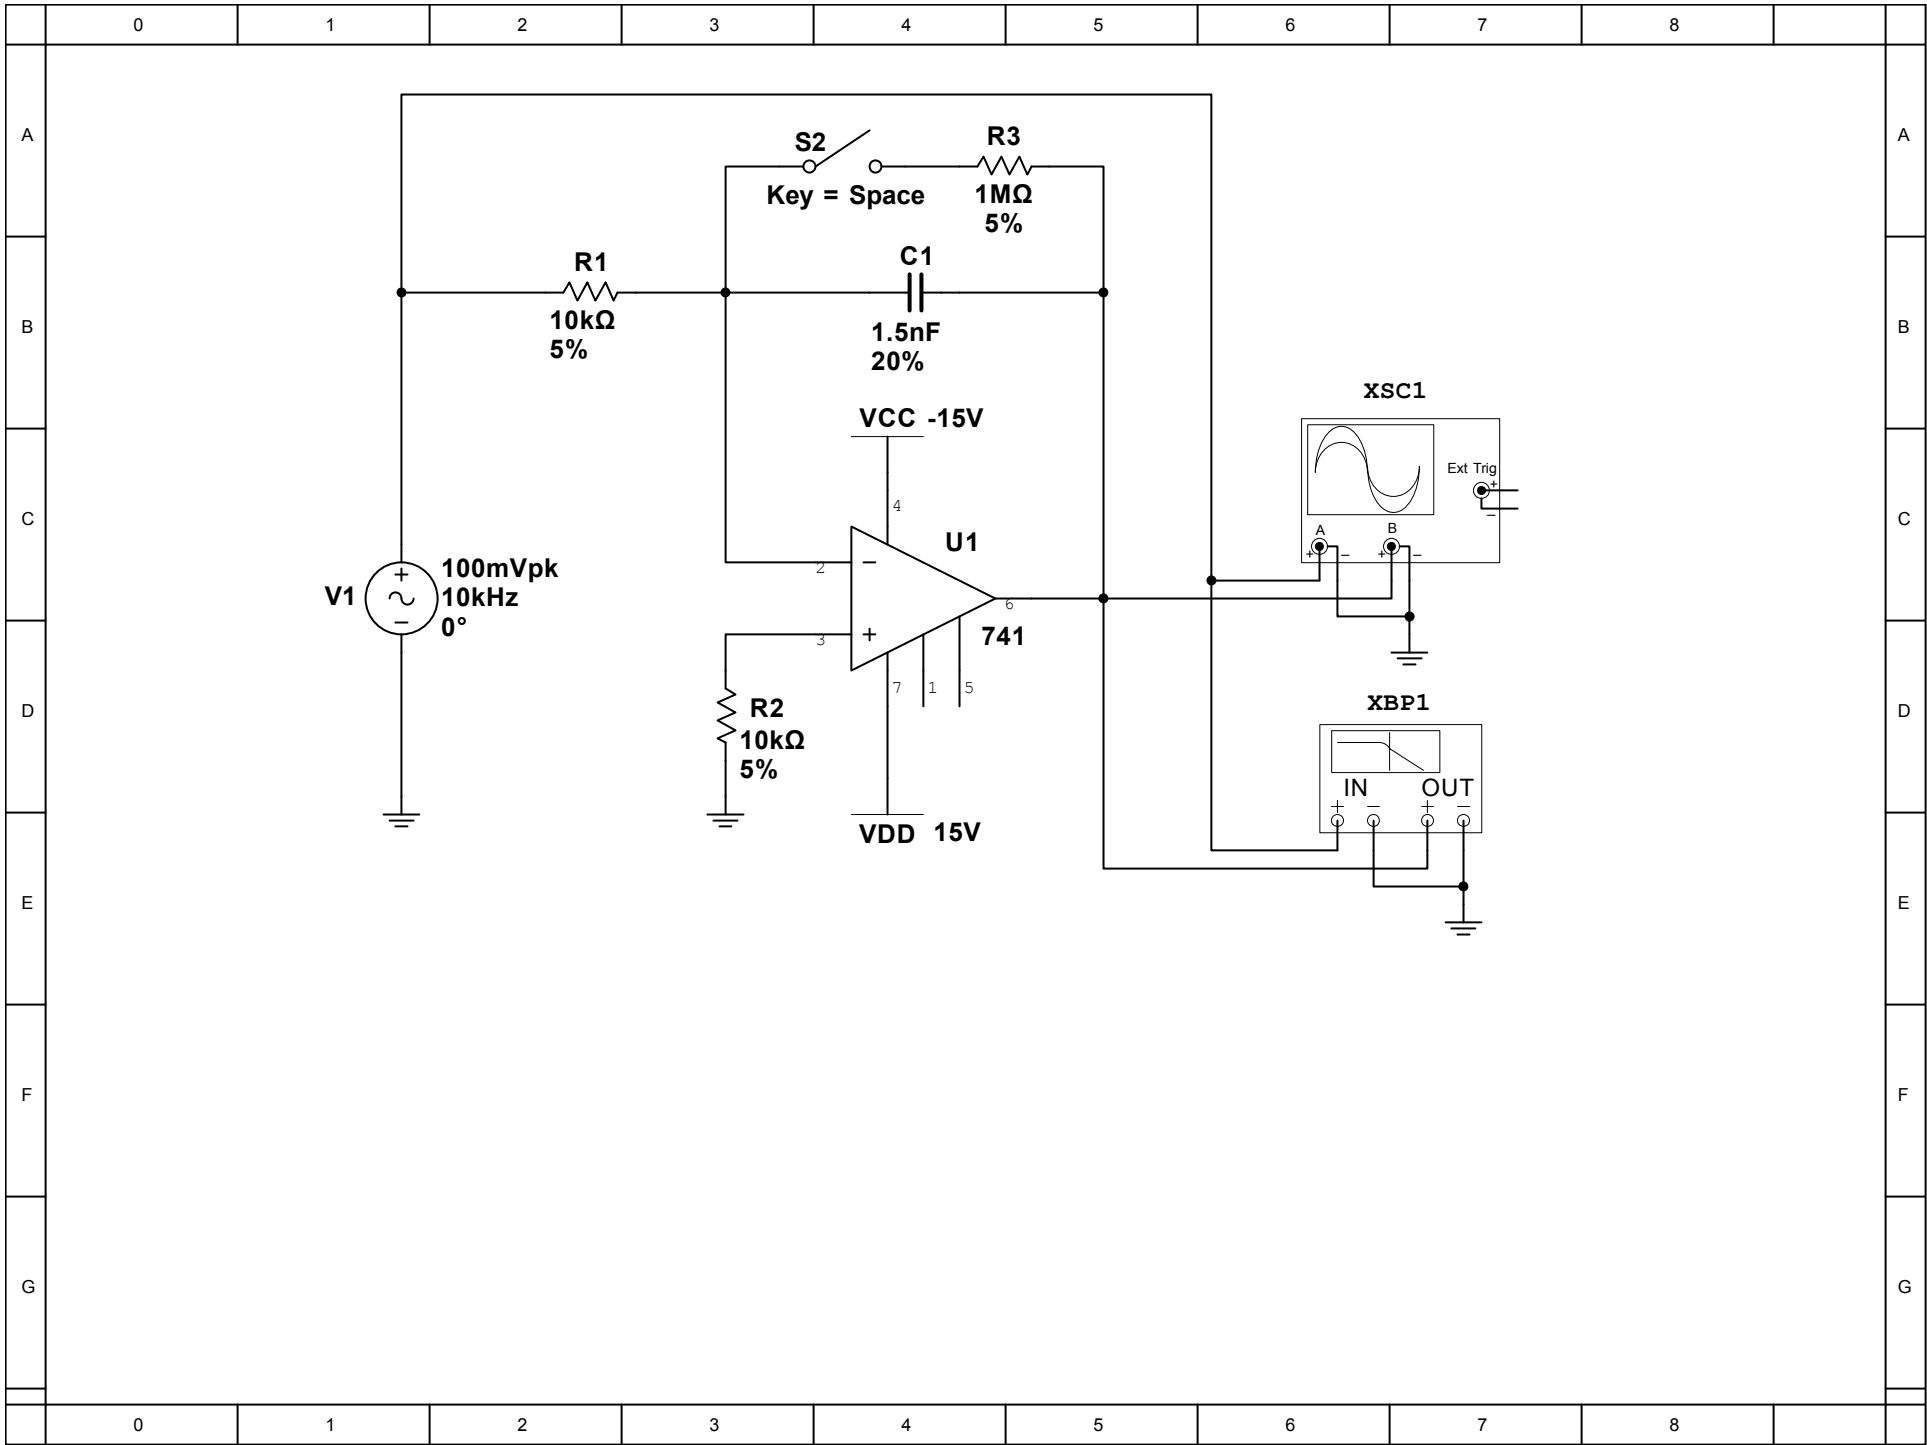 0 1 2 3 4 5 6 7 8
A A
S2 R3
Key = Space 1MΩ
5%
R1 C1
B B
10kΩ 1.5nF
5% 20%
XSC1
VCC -15V
Ext Trig
+
−
C C
4
A B
+ − + −
U1
2 −
V1 + − 100mVpk
10kHz
0°
6
3 +
741
7 1 5
XBP1
D D
R2
10kΩ
5%
IN OUT
+ − + −
VDD 15V
E E
F F
G G
0 1 2 3 4 5 6 7 8